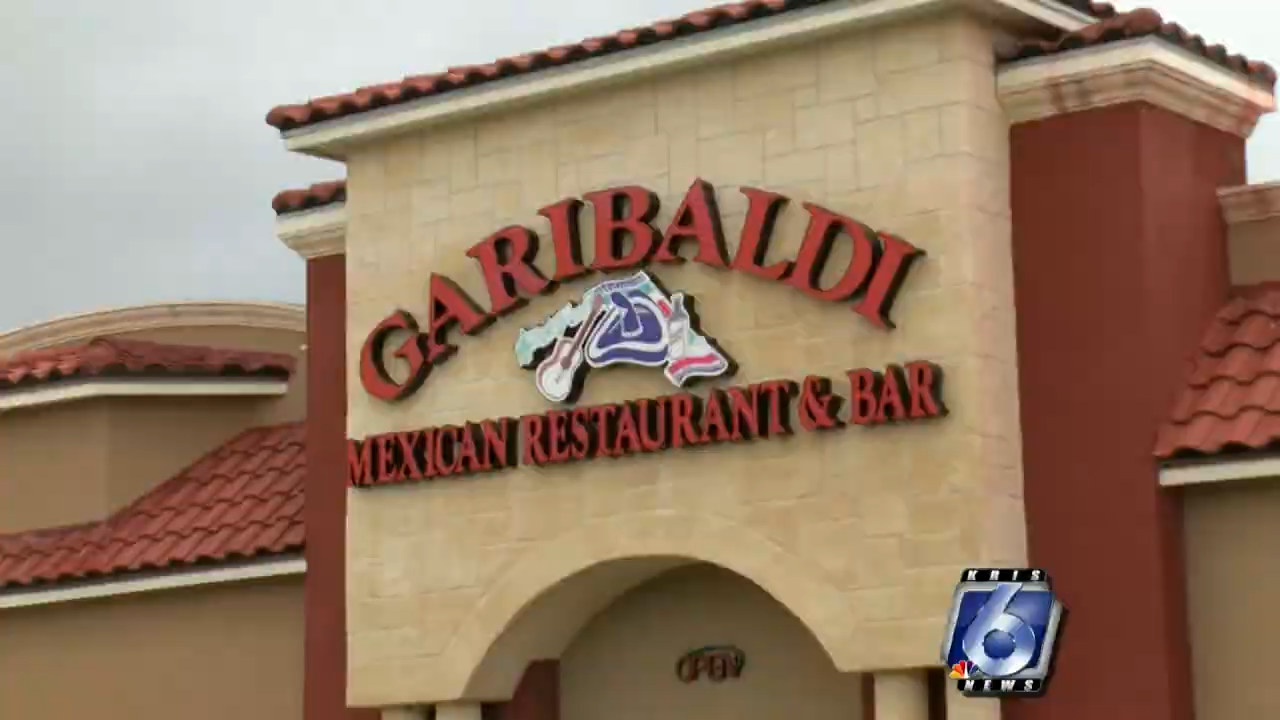 GARIBALDI
MEXICAN RESTAURANT & BAR
OPEN
KRIS
6
NEWS